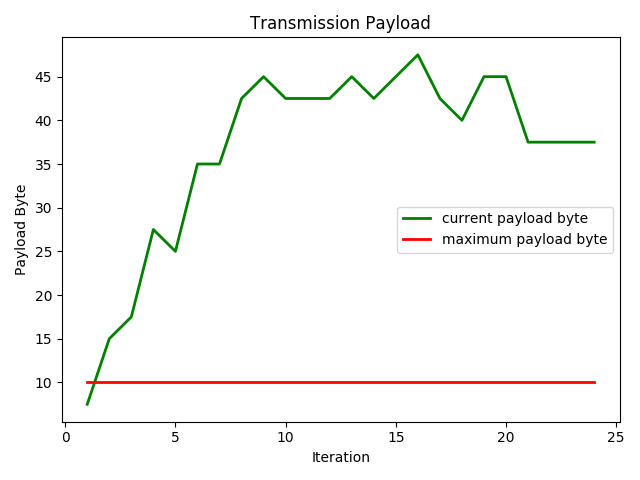 Transmission Payload
Payload Byte
45
40
35
30
25
20
15
10
current payload byte
maximum payload byte
0 5 10 15 20 25
Iteration